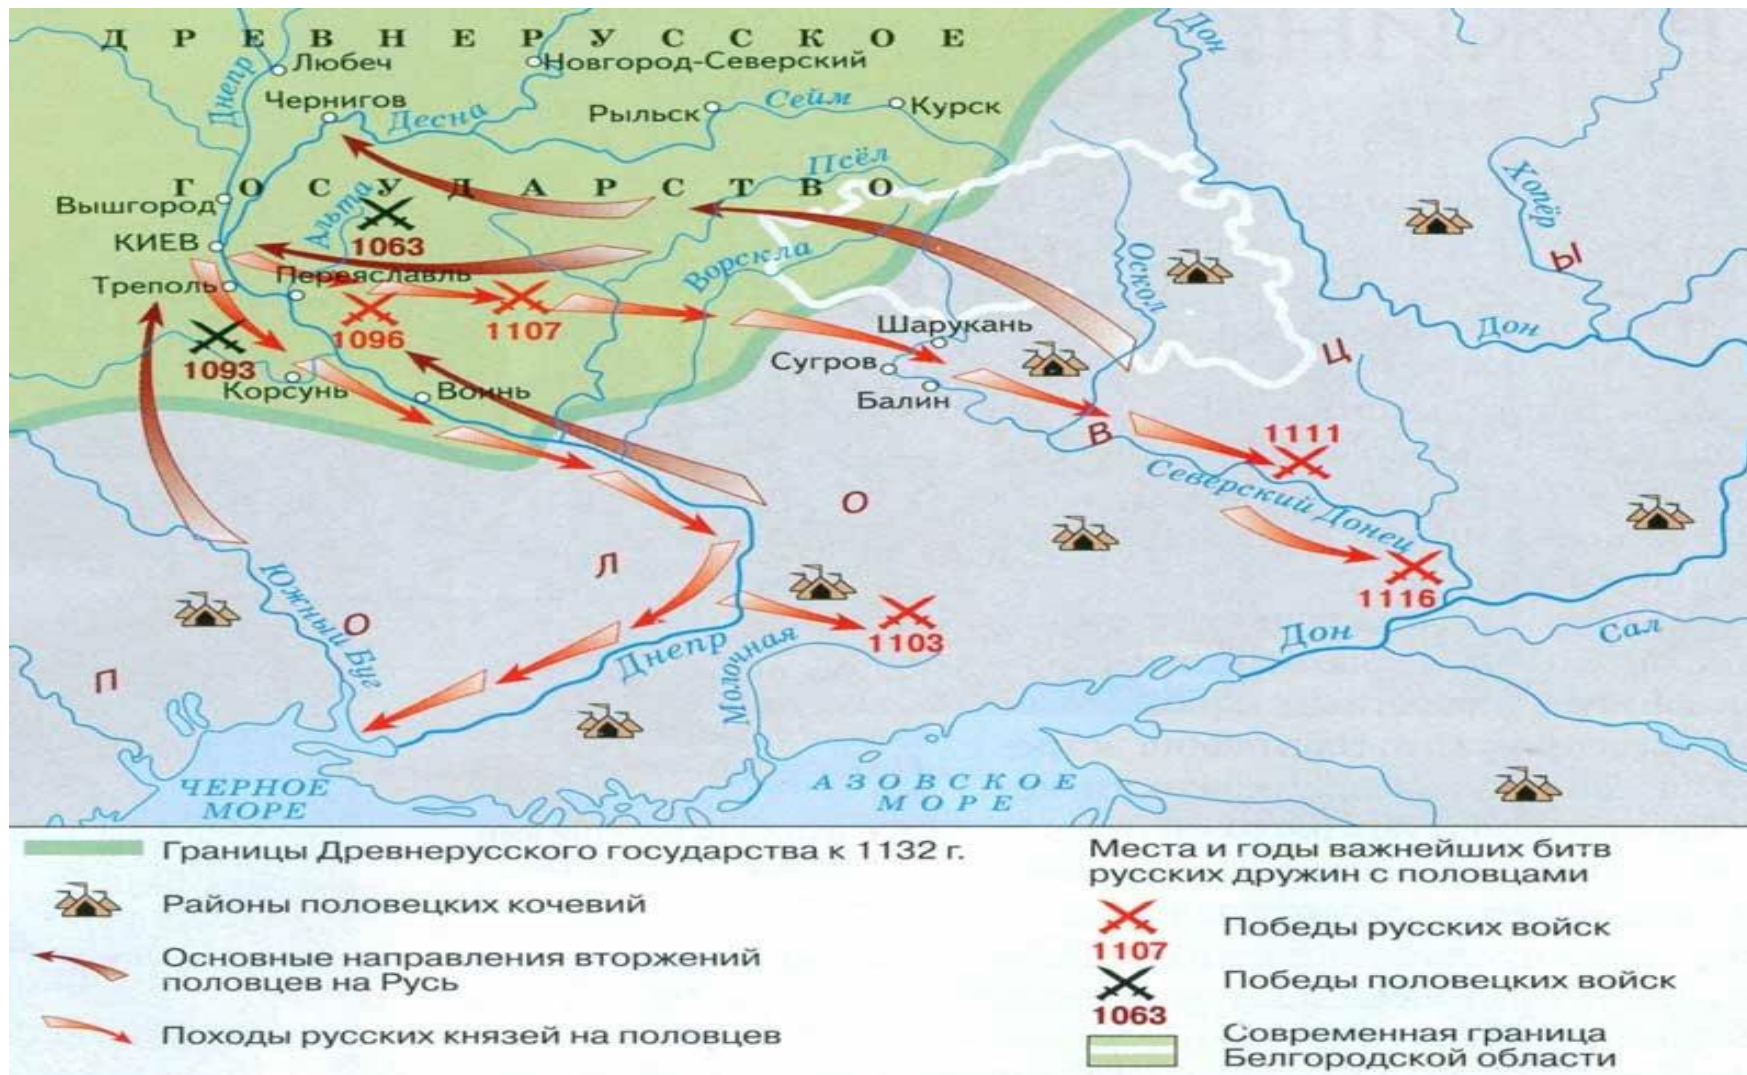 ДРЕВНЕРУССКОЕ
Днепр
Любеч
Новгород-Северский
Дон
Чернигов
Десна
Рыльск
Сейм
Курск
Псёл
Хопёр
ГОСУДАРСТВО
Вышгород
Альта
КИЕВ
1063
Ворскла
Оскол
Треполь
Переяславль
1096
1107
1093
Корсунь
Воинь
Шарукань
Сугров
Балин
Дон
ПОЛОВЦЫ
1111
Северский Донец
1116
Южный Буг
Днепр
Молочная
1103
Дон
Сал
ЧЕРНОЕ
МОРЕ
АЗОВСКОЕ
МОРЕ
Границы Древнерусского государства к 1132 г.
Районы половецких кочевий
Основные направления вторжений
половцев на Русь
Походы русских князей на половцев
Места и годы важнейших битв
русских дружин с половцами
Победы русских войск
1107
Победы половецких войск
1063
Современная граница
Белгородской области